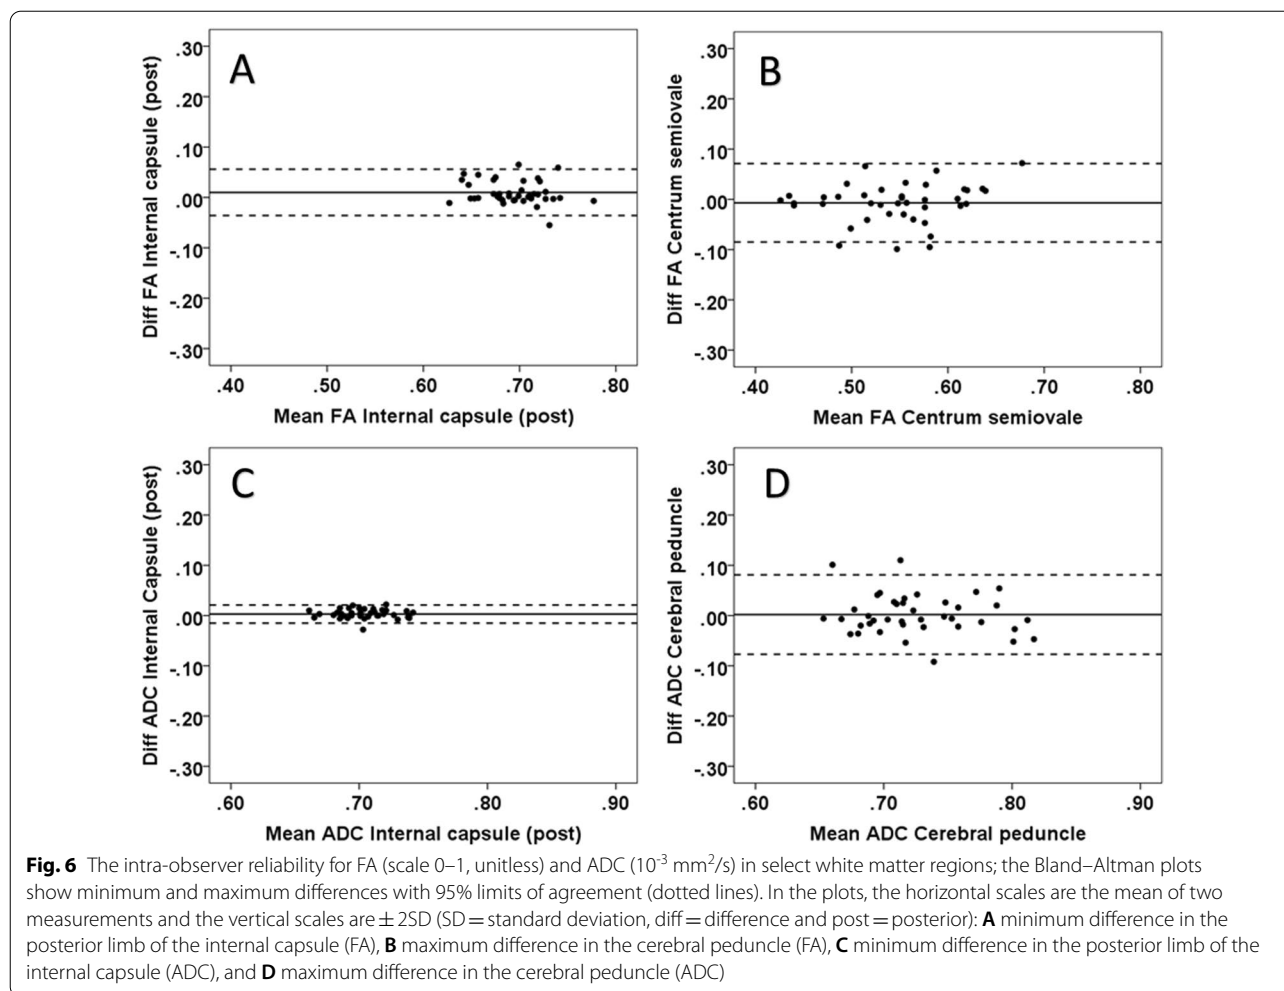 A
.30
.20
.10
.00
-.10
-.20
-.30
Diff FA Internal capsule (post)
.40 .50 .60 .70 .80
Mean FA Internal capsule (post)
B
.30
.20
.10
.00
-.10
-.20
-.30
Diff FA Centrum semiovale
.40 .50 .60 .70 .80
Mean FA Centrum semiovale
C
.30
.20
.10
.00
-.10
-.20
-.30
Diff ADC Internal Capsule (post)
.60 .70 .80 .90
Mean ADC Internal capsule (post)
D
.30
.20
.10
.00
-.10
-.20
-.30
Diff ADC Cerebral peduncle
.60 .70 .80 .90
Mean ADC Cerebral peduncle
Fig. 6 The intra-observer reliability for FA (scale 0–1, unitless) and ADC (10⁻³ mm²/s) in select white matter regions; the Bland–Altman plots
show minimum and maximum differences with 95% limits of agreement (dotted lines). In the plots, the horizontal scales are the mean of two
measurements and the vertical scales are ± 2SD (SD = standard deviation, diff = difference and post = posterior): A minimum difference in the
posterior limb of the internal capsule (FA), B maximum difference in the cerebral peduncle (FA), C minimum difference in the posterior limb of the
internal capsule (ADC), and D maximum difference in the cerebral peduncle (ADC)